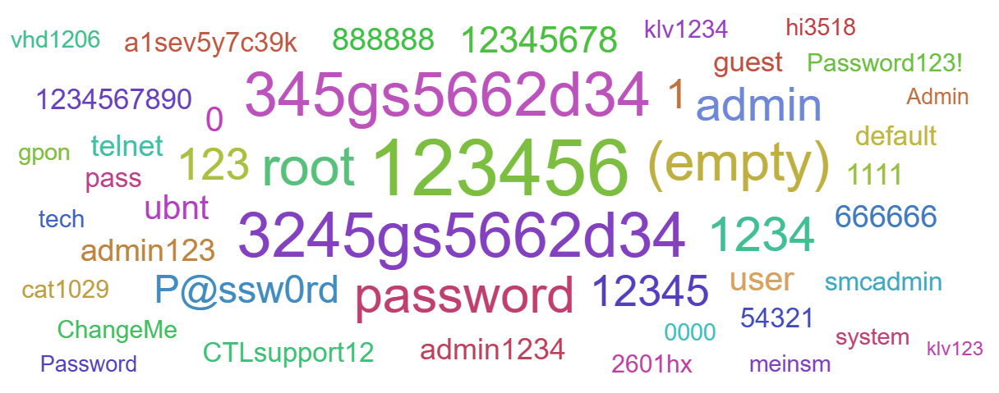 vhd1206 a1sev5y7c39k 888888 12345678 klv1234 hi3518
guest Password123!
1234567890 0 345gs5662d34 1 admin Admin
gpon telnet 123 root 123456 (empty) default
pass 1111
tech ubnt 3245gs5662d34 1234 666666
admin123
cat1029 P@ssw0rd password 12345 user smcadmin
ChangeMe 0000 54321
Password CTLsupport12 admin1234 2601hx meinsm system klv123